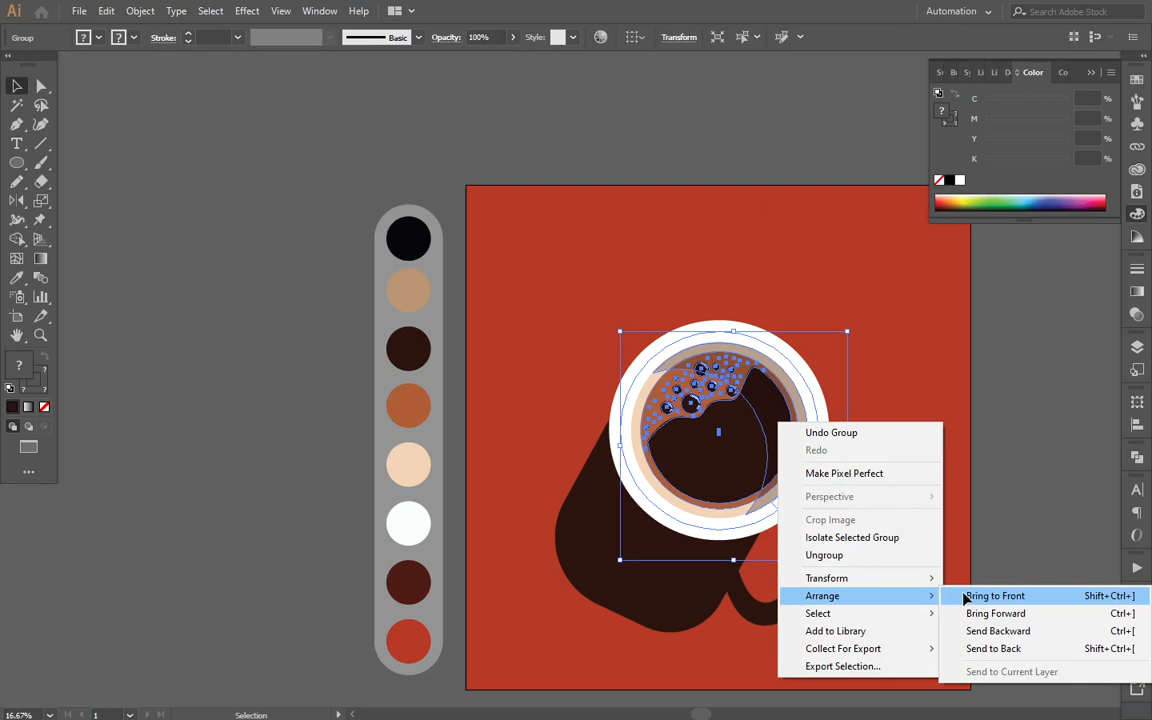 Ai
File Edit Object Type Select Effect View Window Help
Automation
Search Adobe Stock
Group
?
?
Stroke:
Basic
Opacity: 100%
Style:
Transform
Color
Co
?
C %
M %
Y %
K %
?
Undo Group
Redo
Make Pixel Perfect
Perspective
Crop Image
Isolate Selected Group
Ungroup
Transform
Arrange
Select
Add to Library
Collect For Export
Export Selection...
Bring to Front Shift+Ctrl+]
Bring Forward Ctrl+]
Send Backward Ctrl+[
Send to Back Shift+Ctrl+[
Send to Current Layer
16.67%
1
Selection